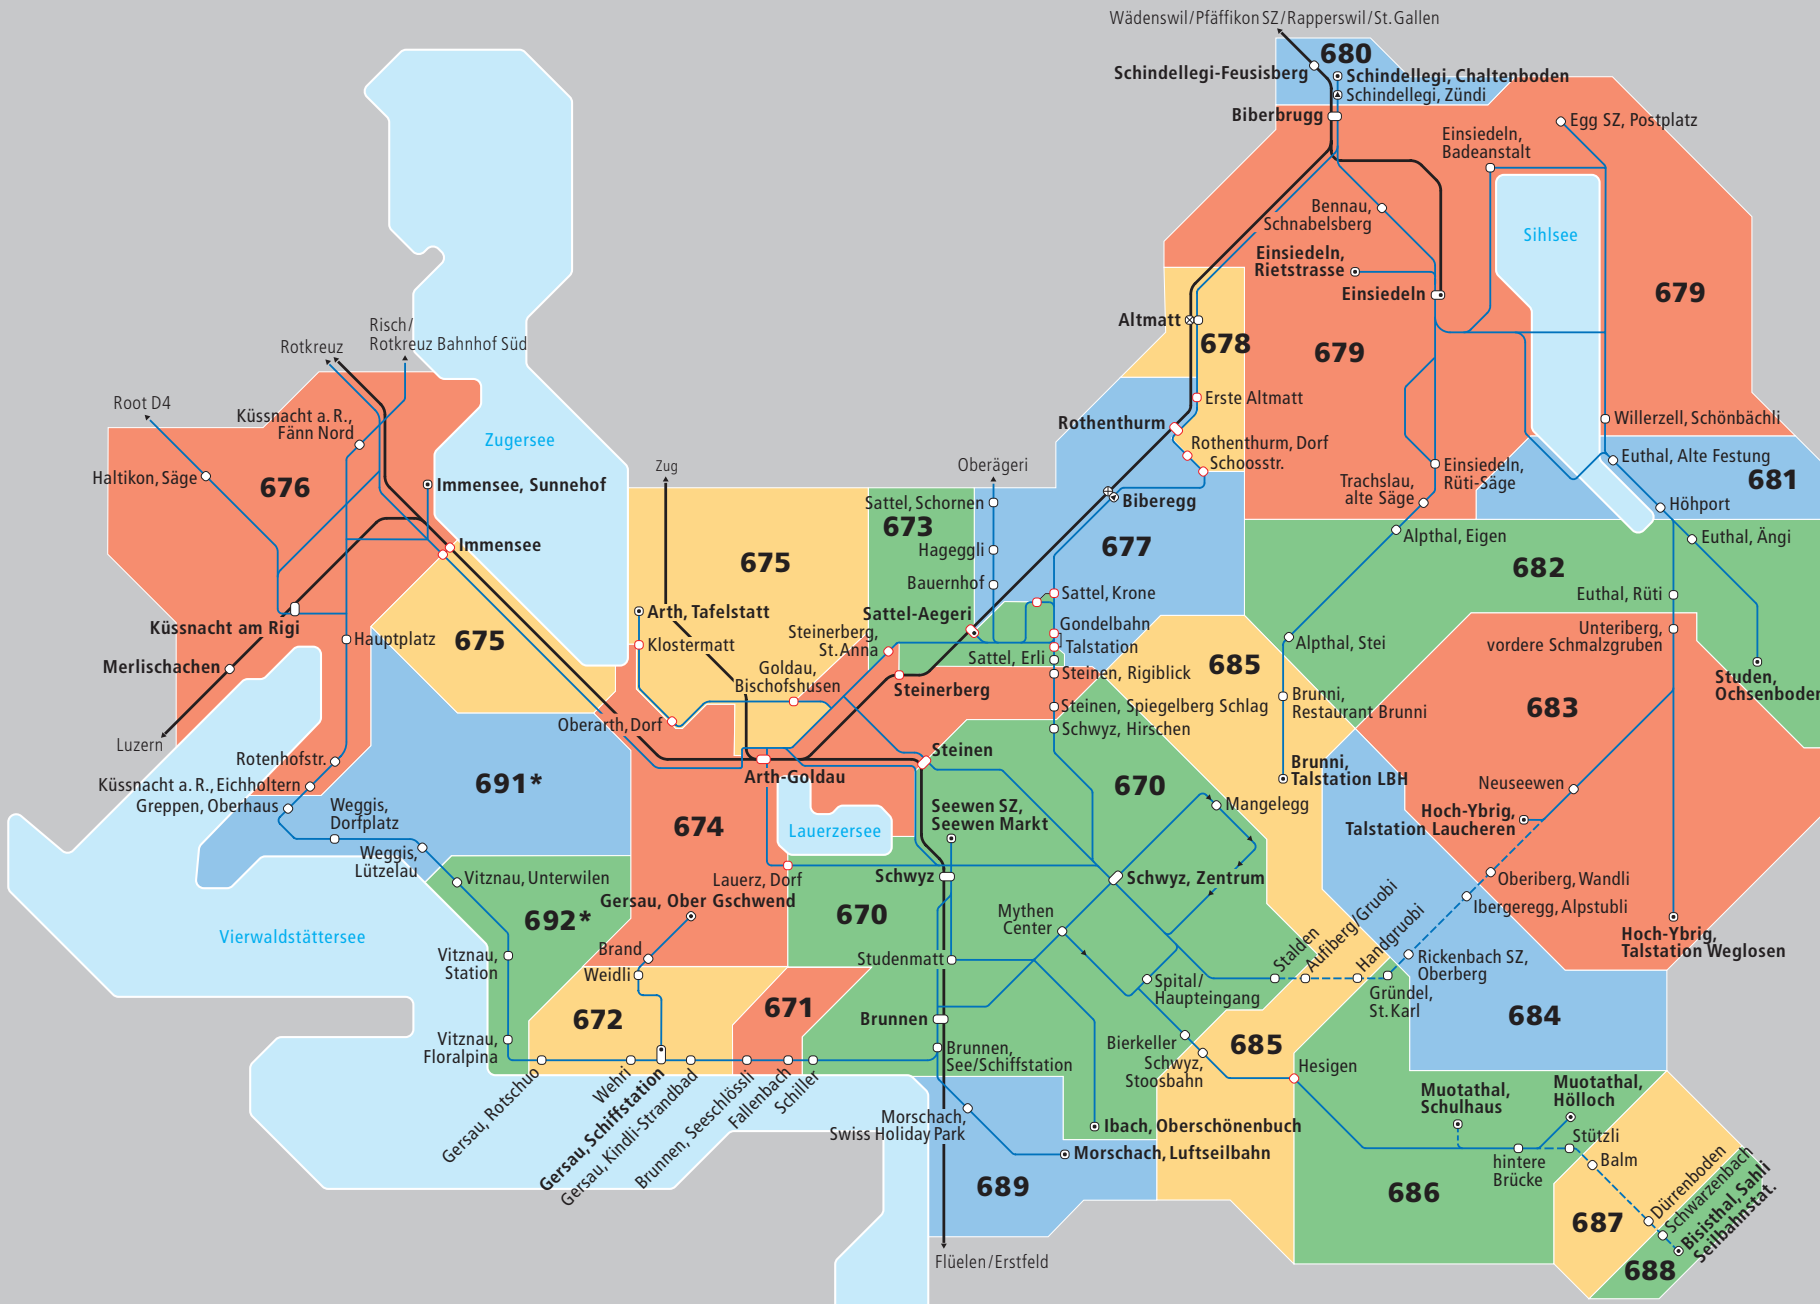 Wädenswil/Pfäffikon SZ/Rapperswil/St. Gallen
680
Schindellegi-Feusisberg
Schindellegi, Chaltenboden
Schindellegi, Zündi
Biberbrugg
Egg SZ, Postplatz
Einsiedeln,
Badeanstalt
Bennau,
Schnabelsberg
Sihlsee
Einsiedeln,
Rietstrasse
Einsiedeln
679
679
Altmatt
678
Risch/
Rotkreuz Bahnhof Süd
Rotkreuz
Root D4
Küssnacht a. R.,
Fänn Nord
Haltikon, Säge
676
Zugersee
Immensee, Sunnehof
Immensee
Zug
Oberägeri
Erste Altmatt
Rothenthurm
Rothenthurm, Dorf
Schoosstr.
Biberegg
Willerzell, Schönbächli
Euthal, Alte Festung
681
Einsiedeln,
Rüti-Säge
Trachslau,
alte Säge
Höhport
Alpthal, Eigen
Euthal, Ängi
682
Euthal, Rüti
Sattel, Schornen
673
Hageggli
677
675
Bauernhof
Sattel, Krone
Sattel-Aegeri
Gondelbahn
Talstation
Arth, Tafelstatt
Klostermatt
Steinerberg,
St. Anna
Sattel, Erli
Steinen, Rigiblick
Goldau,
Bischofshusen
Steinerberg
Steinen, Spiegelberg Schlag
Schwyz, Hirschen
685
Alpthal, Stei
Brunni,
Restaurant Brunni
Brunni,
Talstation LBH
Unteriberg,
vordere Schmalzgruben
Studen,
Ochsenboden
683
Küssnacht am Rigi
Hauptplatz
675
Merlischachen
Luzern
Oberarth, Dorf
Rotenhofstr.
Küssnacht a. R., Eichholtern
Greppen, Oberhaus
691*
Weggis,
Dorfplatz
Weggis,
Lützelau
Arth-Goldau
Steinen
670
Seewen SZ,
Seewen Markt
Mangelegg
Neuseewen
Hoch-Ybrig,
Talstation Laucheren
674
Lauerzersee
Vitznau, Unterwilen
Lauerz, Dorf
Schwyz
Schwyz, Zentrum
Oberiberg, Wandli
Ibergeregg, Alpstubli
692*
Gersau, Ober Gschwend
670
Mythen
Center
Vierwaldstättersee
Brand
Vitznau,
Station
Weidli
Studenmatt
Stalden
Aufiberg/Gruobi
Handgruobi
Rickenbach SZ,
Oberberg
Hoch-Ybrig,
Talstation Weglosen
Spital/
Haupteingang
Gründel,
St. Karl
671
672
Brunnen
684
Vitznau,
Floralpina
Brunnen,
See/Schiffstation
Bierkeller
Schwyz,
Stoosbahn
685
Hesigen
Gersau, Rotschuo
Wehri
Gersau, Schiffstation
Gersau, Kindli-Strandbad
Brunnen, Seeschlössli
Fallenbach
Schiller
Morschach,
Swiss Holiday Park
Ibach, Oberschönenbuch
Morschach, Luftseilbahn
Muotathal,
Schulhaus
Muotathal,
Hölloch
Stützli
Balm
hintere
Brücke
689
686
687
Dürrenboden
Schwarzenbach
Bisisthal, Sahli
Seilbahnstat.
688
Flüelen/Erstfeld